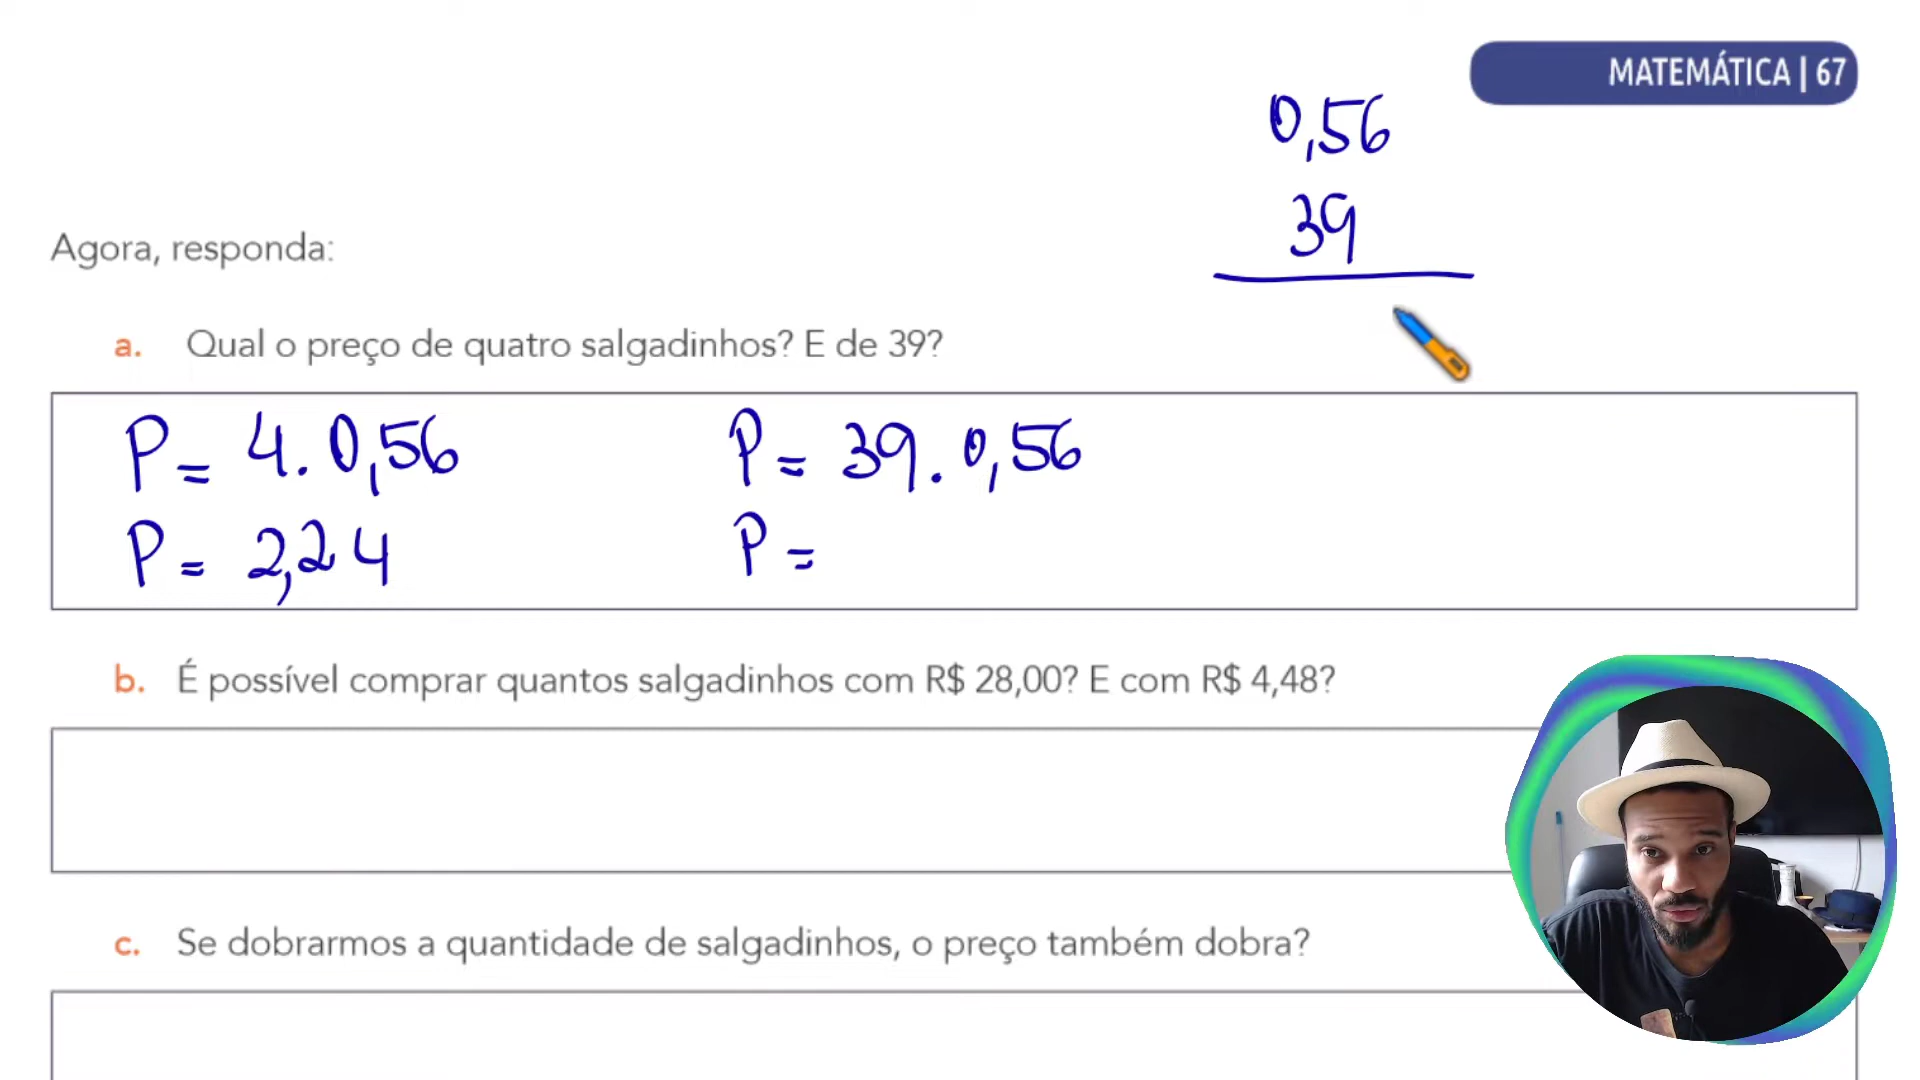 MATEMÁTICA | 67
0,56
39
Agora, responda:
a. Qual o preço de quatro salgadinhos? E de 39?
P = 4 . 0,56
P = 39 . 0,56
P = 2,24
P =
b. É possível comprar quantos salgadinhos com R$ 28,00? E com R$ 4,48?
c. Se dobrarmos a quantidade de salgadinhos, o preço também dobra?